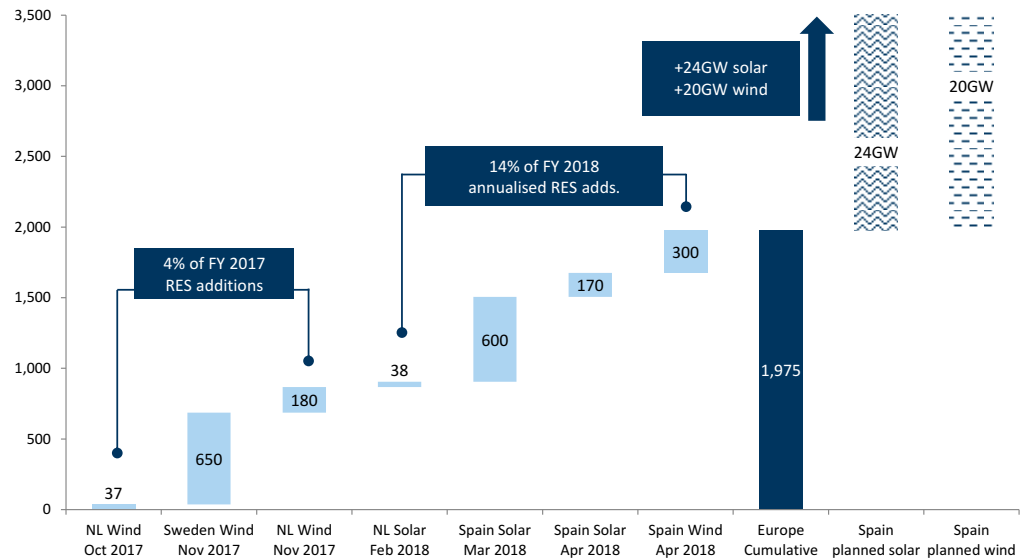 3,500
3,000
2,500
2,000
1,500
1,000
500
0
+24GW solar
+20GW wind
20GW
24GW
14% of FY 2018
annualised RES adds.
4% of FY 2017
RES additions
37
650
180
38
600
170
300
1,975
NL Wind
Oct 2017
Sweden Wind
Nov 2017
NL Wind
Nov 2017
NL Solar
Feb 2018
Spain Solar
Mar 2018
Spain Solar
Apr 2018
Spain Wind
Apr 2018
Europe
Cumulative
Spain
planned solar
Spain
planned wind